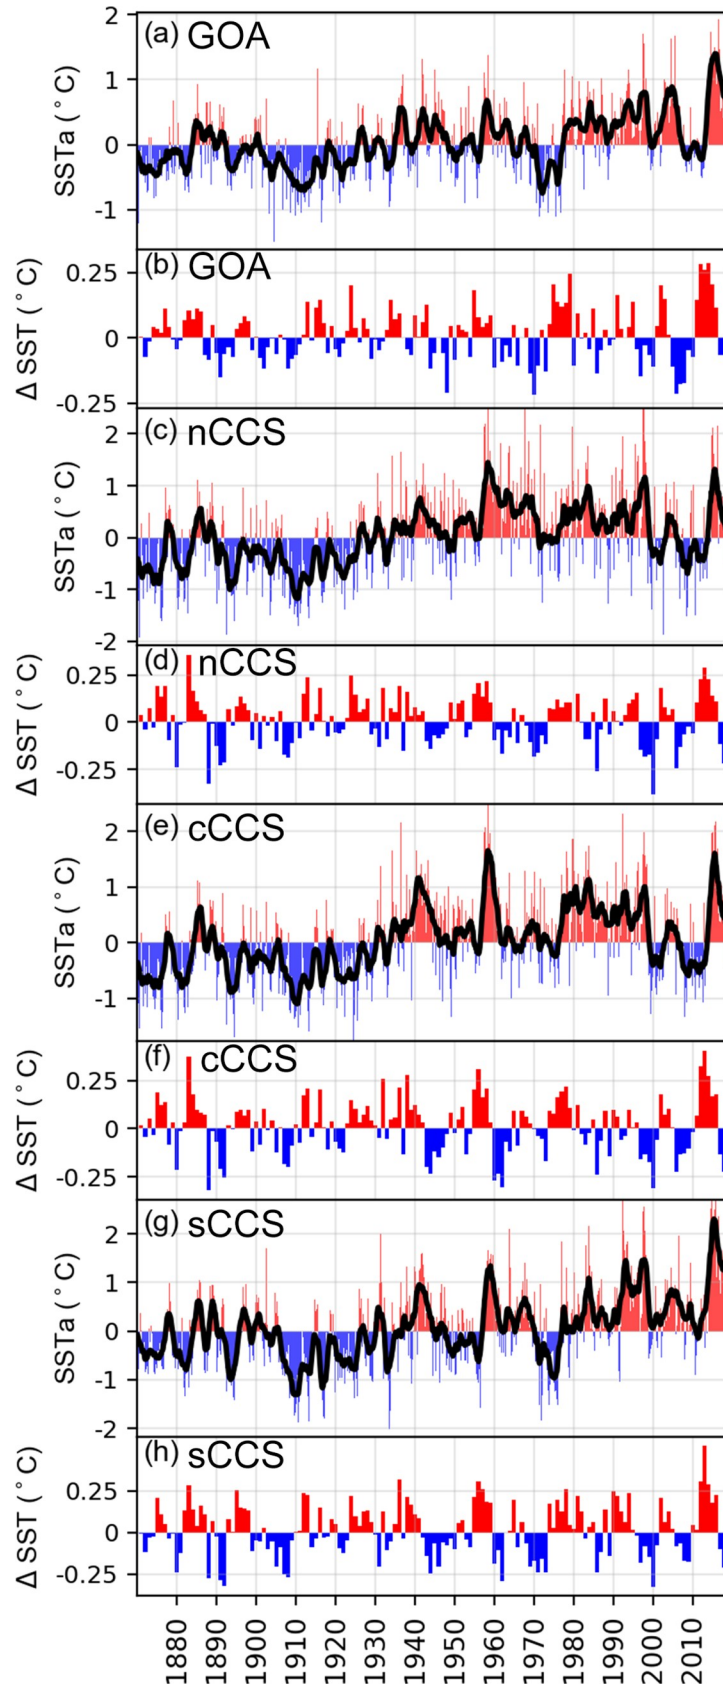 (a) GOA
2
1
0
-1
SSTa (°C)
(b) GOA
0.25
0
-0.25
Δ SST (°C)
(c) nCCS
2
1
0
-1
-2
SSTa (°C)
(d) nCCS
0.25
0
-0.25
Δ SST (°C)
(e) cCCS
2
1
0
-1
SSTa (°C)
(f) cCCS
0.25
0
-0.25
Δ SST (°C)
(g) sCCS
2
1
0
-1
-2
SSTa (°C)
(h) sCCS
0.25
0
-0.25
Δ SST (°C)
1880 1890 1900 1910 1920 1930 1940 1950 1960 1970 1980 1990 2000 2010